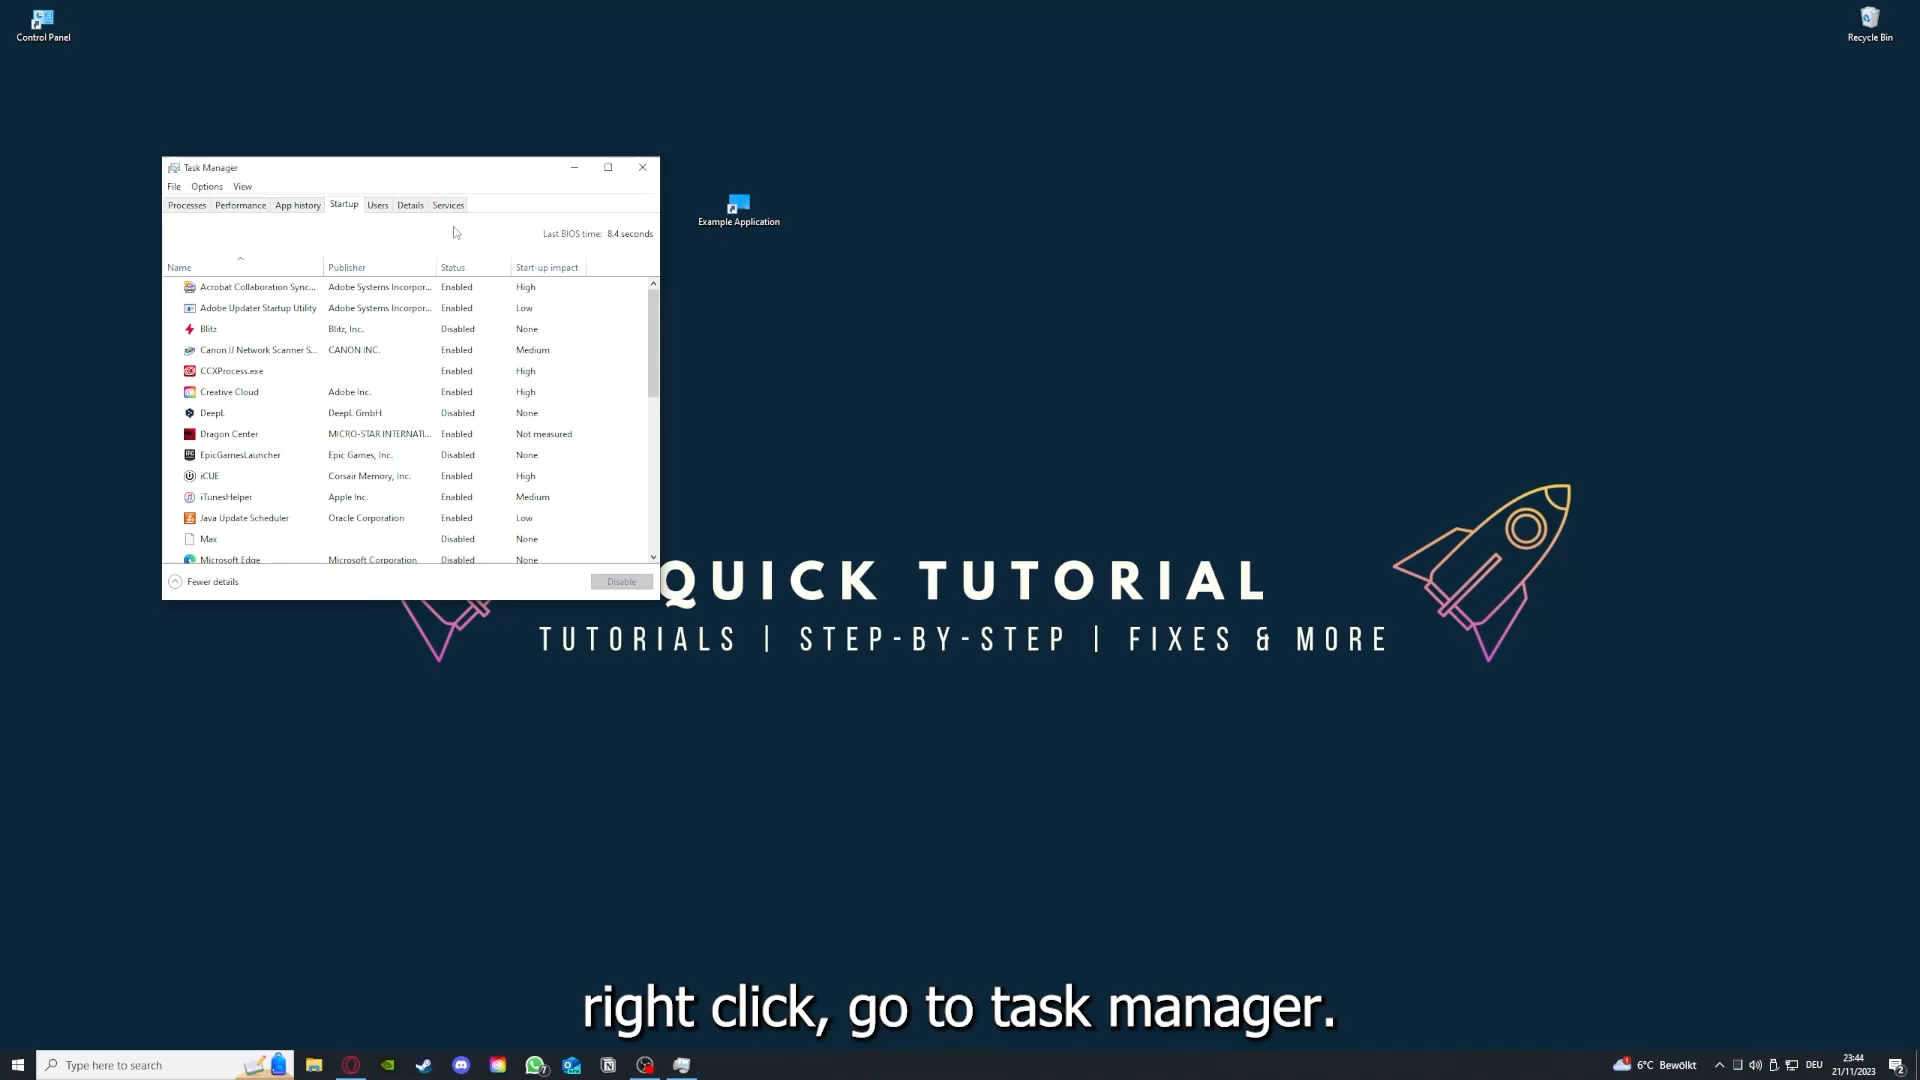 Control Panel
Recycle Bin
Task Manager
File Options View
Processes Performance App history Startup Users Details Services
Example Application
Last BIOS time: 8.4 seconds
Name Publisher Status Start-up impact
Acrobat Collaboration Sync... Adobe Systems Incorpor... Enabled High
Adobe Updater Startup Utility Adobe Systems Incorpor... Enabled Low
Blitz Blitz, Inc. Disabled None
Canon IJ Network Scanner S... CANON INC. Enabled Medium
CCXProcess.exe Enabled High
Creative Cloud Adobe Inc. Enabled High
DeepL DeepL GmbH Disabled None
Dragon Center MICRO-STAR INTERNATI... Enabled Not measured
EpicGamesLauncher Epic Games, Inc. Disabled None
iCUE Corsair Memory, Inc. Enabled High
iTunesHelper Apple Inc. Enabled Medium
Java Update Scheduler Oracle Corporation Enabled Low
Max Disabled None
Microsoft Edge Microsoft Corporation Disabled None
Fewer details Disable
QUICK TUTORIAL
TUTORIALS | STEP-BY-STEP | FIXES & MORE
right click, go to task manager.
Type here to search
6°C Bewölkt DEU 23:44
21/11/2023